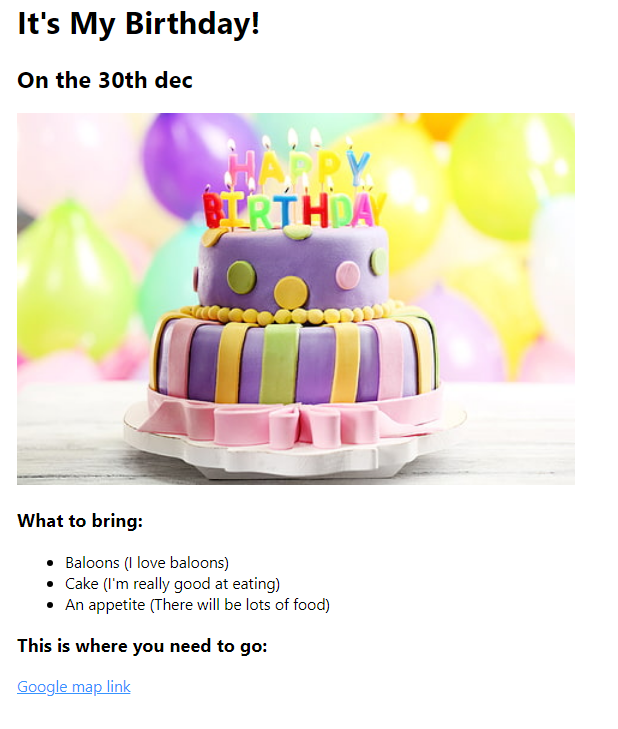 It's My Birthday!
On the 30th dec
HAPPY
BIRTHDAY
What to bring:
Baloons (I love baloons)
Cake (I'm really good at eating)
An appetite (There will be lots of food)
This is where you need to go:
Google map link